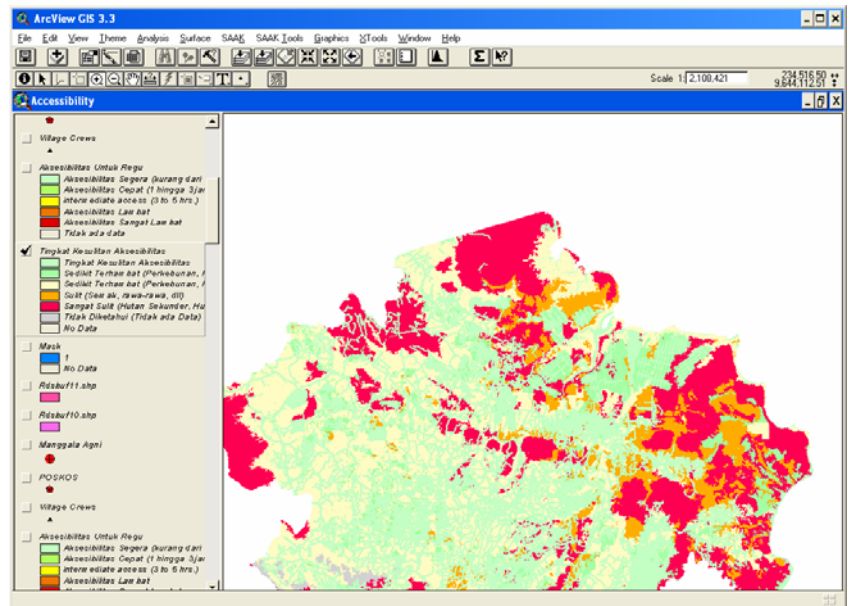 ArcView GIS 3.3
File Edit View Theme Analysis Surface SAAK SAAK Tools Graphics XTools Window Help
Scale 1: 2,108,421
234,516.50
9,644,112.51
Accessibility
Village Crews
Aksesibilitas Untuk Regu
Aksesibilitas Segera (kurang dari
Aksesibilitas Cepat (1 hingga 3 jar
intermediate access (3 to 5 hrs.)
Aksesibilitas Lambat
Aksesibilitas Sangat Lambat
Tidak ada data
Tingkat Kesulitan Aksesibilitas
Tingkat Kesulitan Aksesibilitas
Sedikit Terhambat (Perkebunan, /
Sedikit Terhambat (Perkebunan, /
Sulit (Semak, rawa-rawa, dll)
Sangat Sulit (Hutan Sekunder, Hu
Tidak Diketahui (Tidak ada Data)
No Data
Mask
1
No Data
Rdsbuf11.shp
Rdsbuf10.shp
Manggala Agni
POSKOS
Village Crews
Aksesibilitas Untuk Regu
Aksesibilitas Segera (kurang dari
Aksesibilitas Cepat (1 hingga 3 jar
intermediate access (3 to 5 hrs.)
Aksesibilitas Lambat